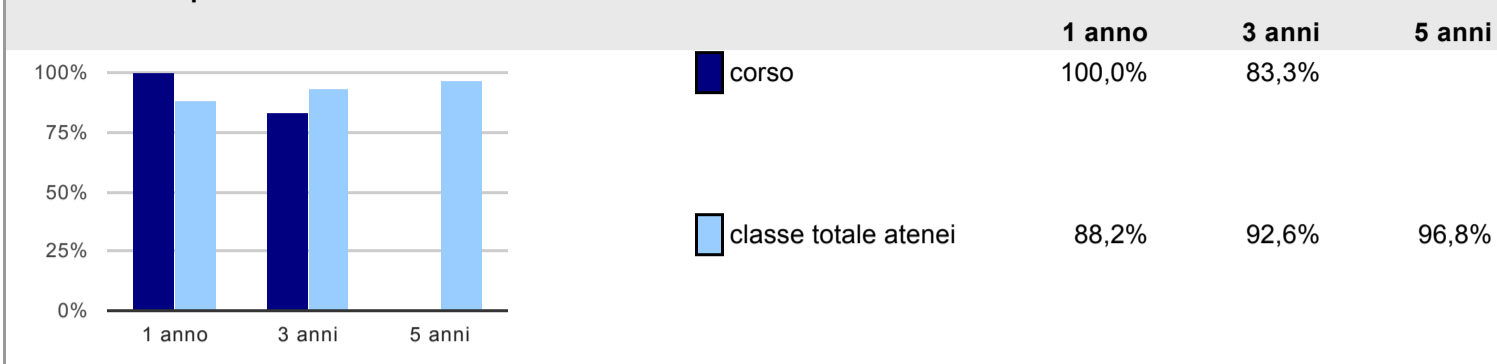 1 anno 3 anni 5 anni
100%
75%
50%
25%
0%
1 anno 3 anni 5 anni
corso 100,0% 83,3%
classe totale atenei 88,2% 92,6% 96,8%